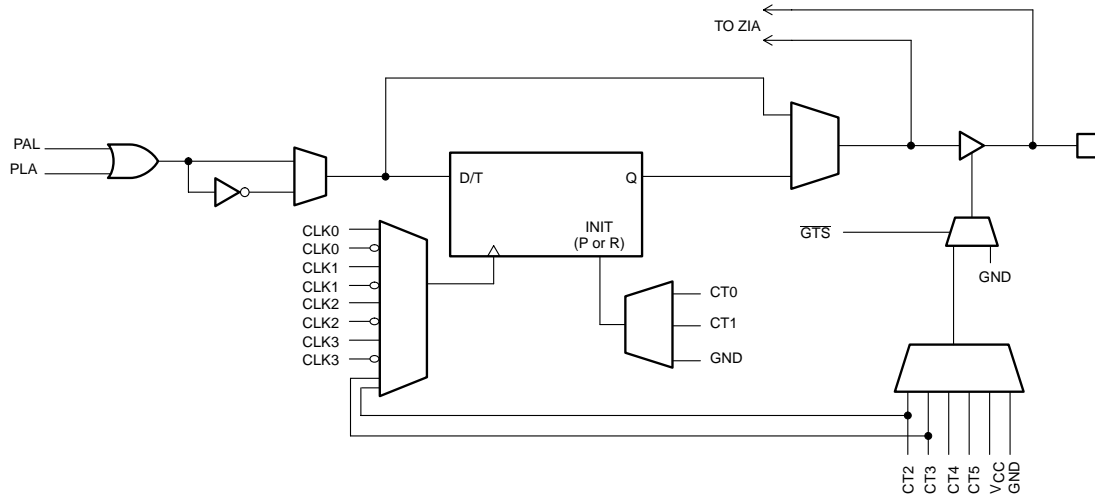 TO ZIA
PAL
PLA
D/T
Q
INIT
(P or R)
CLK0
CLK0
CLK1
CLK1
CLK2
CLK2
CLK3
CLK3
GTS
GND
CT0
CT1
GND
CT2
CT3
CT4
CT5
VCC
GND